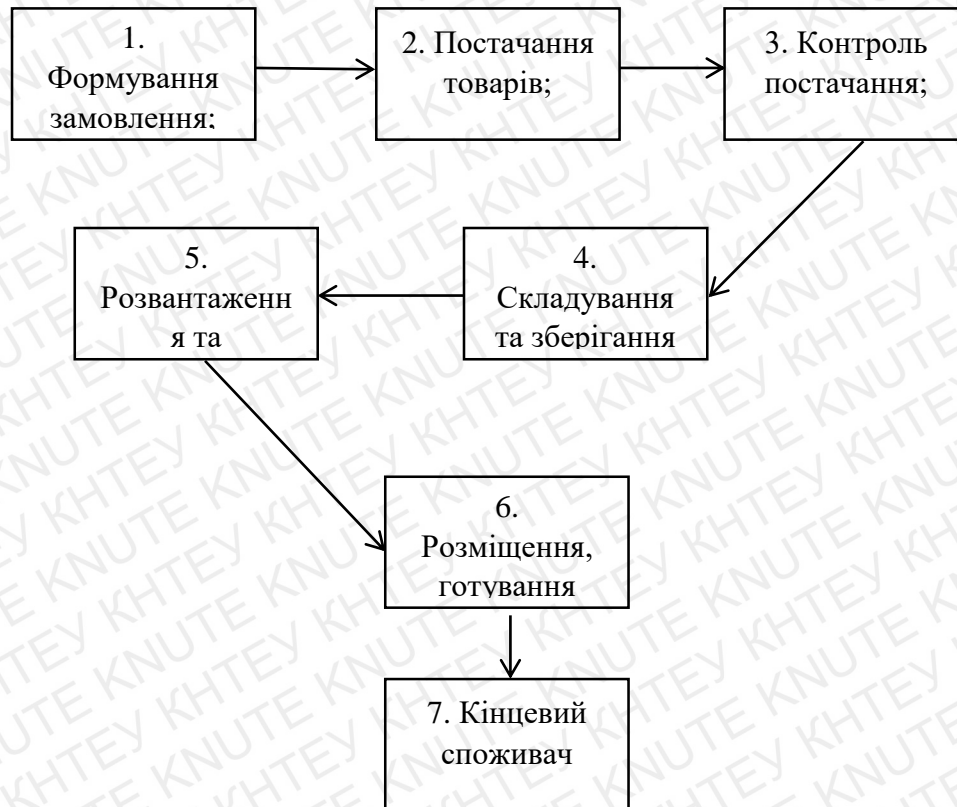 1.
Формування
замовлення;
2. Постачання
товарів;
3. Контроль
постачання;
4.
Складування
та зберігання
5.
Розвантаженн
я та
6.
Розміщення,
готування
7. Кінцевий
споживач